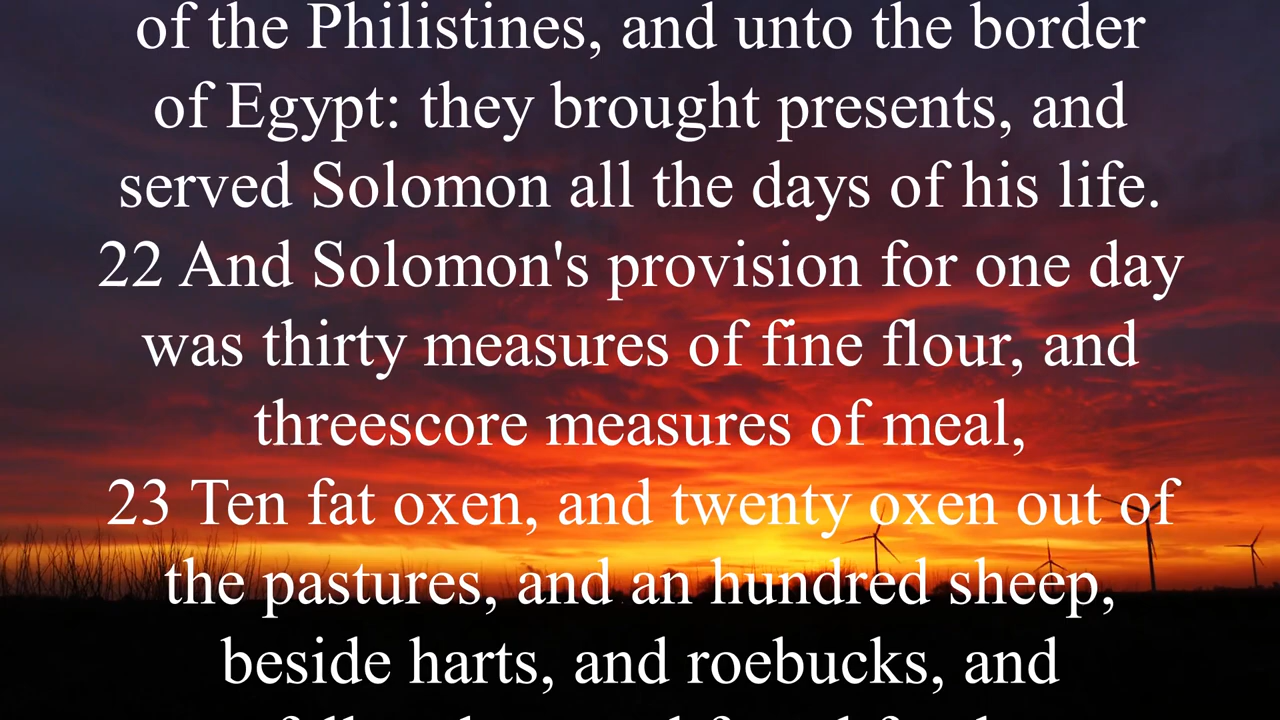 of the Philistines, and unto the border
of Egypt: they brought presents, and
served Solomon all the days of his life.
22 And Solomon's provision for one day
was thirty measures of fine flour, and
threescore measures of meal,
23 Ten fat oxen, and twenty oxen out of
the pastures, and an hundred sheep,
beside harts, and roebucks, and